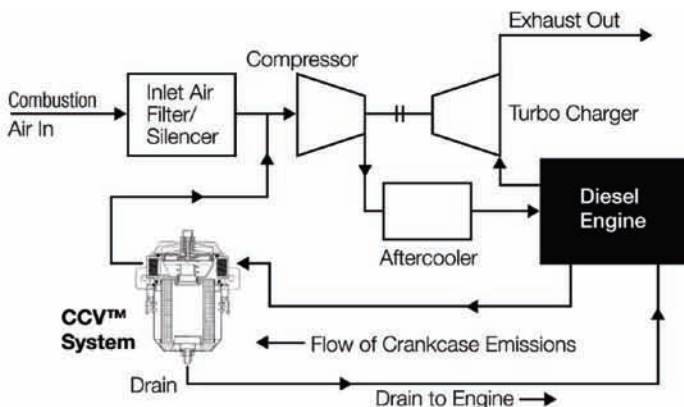 Exhaust Out
Compressor
Combustion
Air In
Inlet Air
Filter/
Silencer
Turbo Charger
Diesel
Engine
Aftercooler
CCV™
System
Flow of Crankcase Emissions
Drain
Drain to Engine